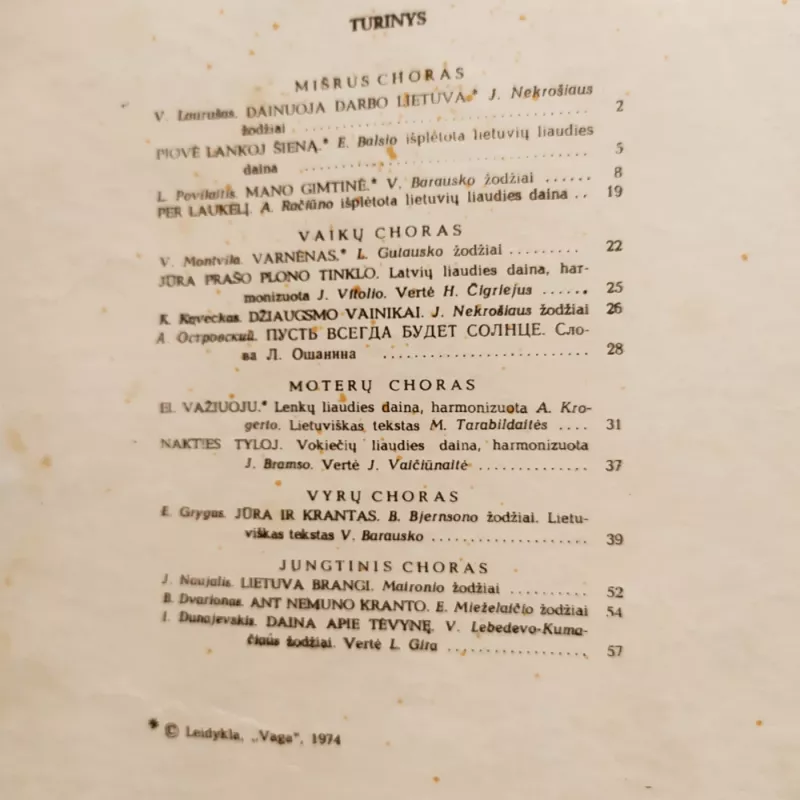 TURINYS
MIŠRUS CHORAS
V. Laurušas. DAINUOJA DARBO LIETUVA.* J. Nekrošiaus
žodžiai . . . . . . . . . . . . . . . . . . . . 2
PIOVĖ LANKOJ ŠIENĄ.* E. Balsio išplėtota lietuvių liaudies
daina . . . . . . . . . . . . . . . . . . . . 5
L. Povilaitis. MANO GIMTINĖ.* V. Barausko žodžiai . . . . . . 8
PER LAUKELĮ. A. Račiūno išplėtota lietuvių liaudies daina . . 19
VAIKŲ CHORAS
V. Montvila. VARNĖNAS.* L. Gutausko žodžiai . . . . . . . . . 22
JŪRA PRAŠO PLONO TINKLO. Latvių liaudies daina, har-
monizuota J. Vitolio. Vertė H. Čigriejus . . . . . . 25
K. Kaveckas. DŽIAUGSMO VAINIKAI. J. Nekrošiaus žodžiai 26
А. Островский. ПУСТЬ ВСЕГДА БУДЕТ СОЛНЦЕ. Сло-
ва Л. Ошанина . . . . . . . . . . . . . . . . . . . . 28
MOTERŲ CHORAS
EI, VAŽIUOJU.* Lenkų liaudies daina, harmonizuota A. Kro-
gerio. Lietuviškas tekstas M. Tarabildaitės . . . . 31
NAKTIES TYLOJ. Vokiečių liaudies daina, harmonizuota
J. Bramso. Vertė J. Vaičiūnaitė . . . . . . . . . . . . 37
VYRŲ CHORAS
E. Grygas. JŪRA IR KRANTAS. B. Bjernsono žodžiai. Lietu-
viškas tekstas V. Barausko . . . . . . . . . . . . . . . . 39
JUNGTINIS CHORAS
J. Naujalis. LIETUVA BRANGI. Maironio žodžiai . . . . . . . . . . 52
B. Dvarionas. ANT NEMUNO KRANTO. E. Mieželaičio žodžiai 54
I. Dunajevskis. DAINA APIE TĖVYNĘ. V. Lebedevo-Kuma-
čiaus žodžiai. Vertė L. Gira . . . . . . . . . . . . . . 57
* © Leidykla, „Vaga", 1974